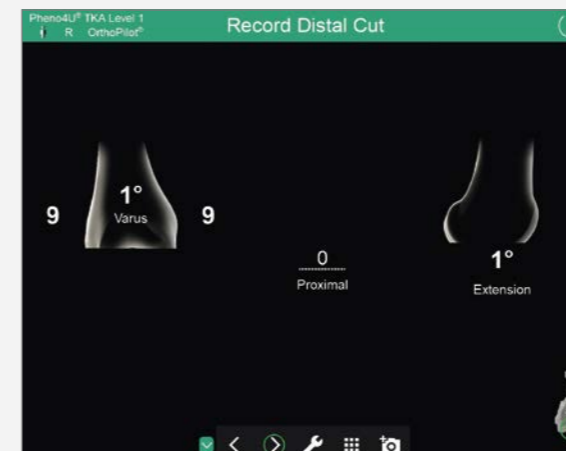 Pheno4U® TKA Level 1
R OrthoPilot®
Record Distal Cut
1°
9 Varus 9
0
Proximal
1°
Extension